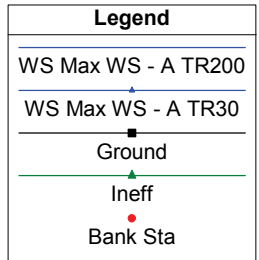 Legend
WS Max WS - A TR200
WS Max WS - A TR30
Ground
Ineff
Bank Sta